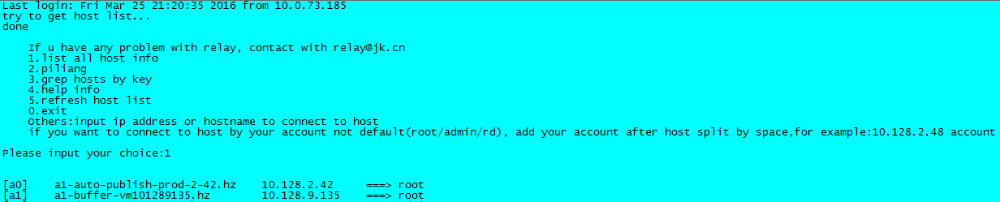 Last login: Fri Mar 25 21:20:35 2016 from 10.0.73.185
try to get host list...
done
If u have any problem with relay, contact with relay@jk.cn
1.list all host info
2.piliang
3.grep hosts by key
4.help info
5.refresh host list
0.exit
Others:input ip address or hostname to connect to host
if you want to connect to host by your account not default(root/admin/rd), add your account after host split by space,for example:10.128.2.48 account
Please input your choice:1
[a0] a1-auto-publish-prod-2-42.hz 10.128.2.42 ===> root
[a1] a1-buffer-vm101289135.hz 10.128.9.135 ===> root